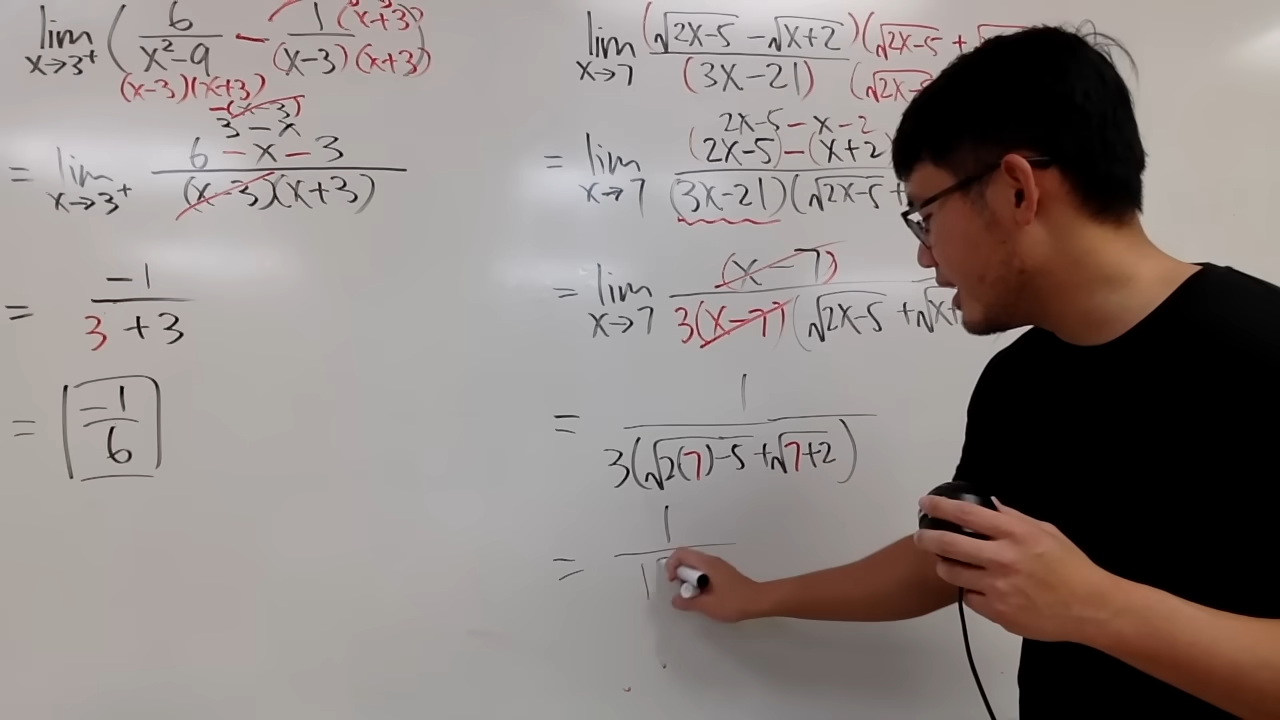 lim x→3⁺ ( 6/(x²-9) - 1(x+3)/((x-3)(x+3)) )
(x-3)(x+3)
-(x-3)
3-x
= lim x→3⁺ (6-x-3)/((x-3)(x+3))
= -1/(3+3)
= -1/6
lim x→7 (√(2x-5) - √(x+2))(√(2x-5) + / (3x-21) (√
2x-5-x-2
= lim x→7 (2x-5)-(x+2 / (3x-21)(√(2x-5) +
= lim x→7 (x-7) / 3(x-7)(√(2x-5) + √x+
= 1 / 3(√(2(7)-5) + √(7+2))
= 1 / 1